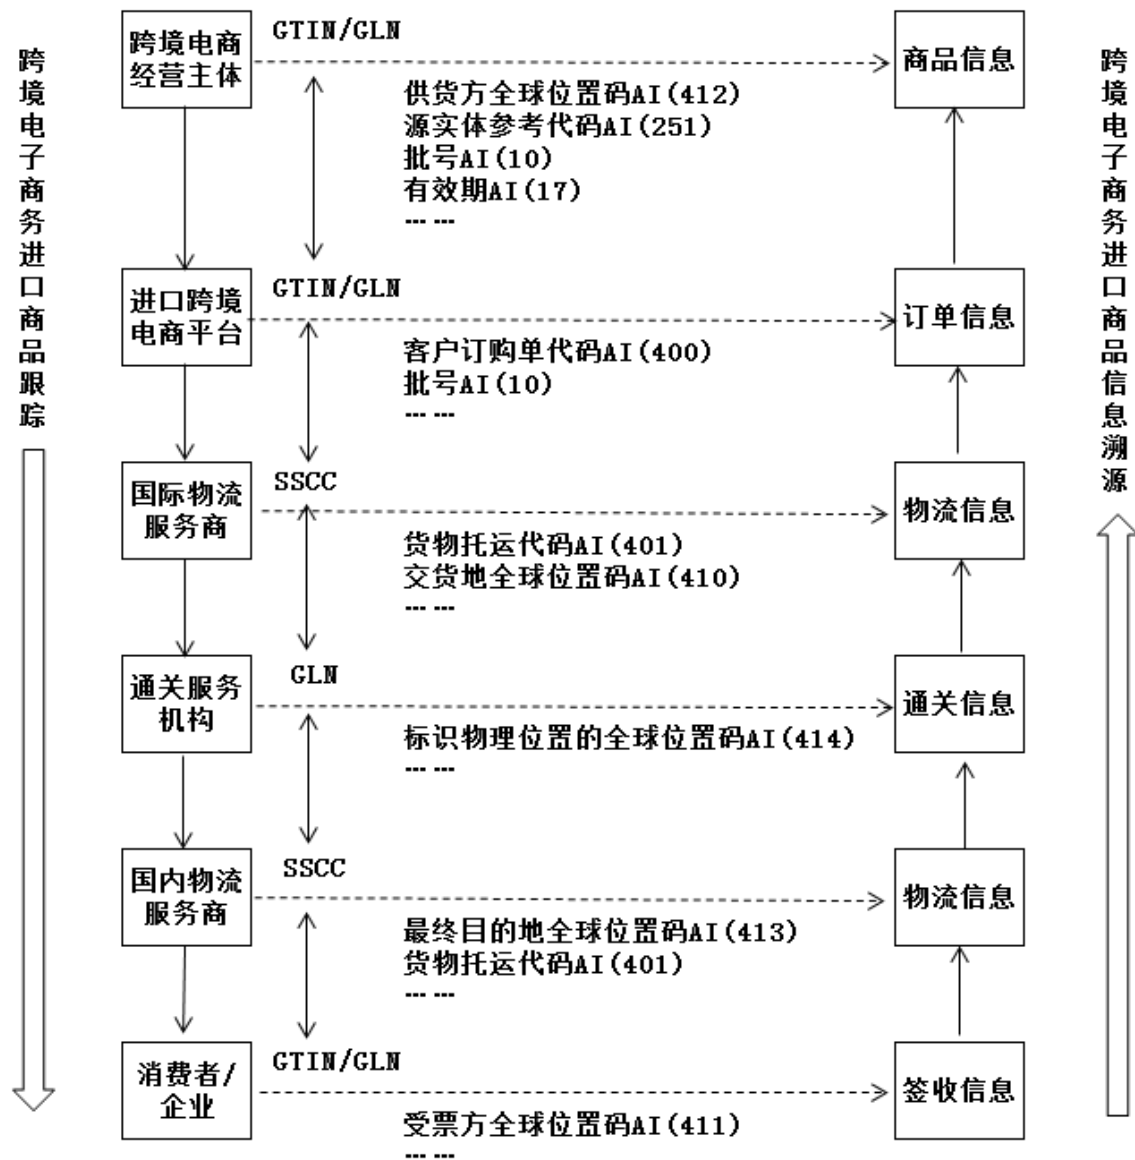 跨境电子商务进口商品跟踪
跨境电商
经营主体
GTIN/GLN
供货方全球位置码AI(412)
源实体参考代码AI(251)
批号AI(10)
有效期AI(17)
… …
商品信息
进口跨境
电商平台
GTIN/GLN
客户订购单代码AI(400)
批号AI(10)
… …
订单信息
国际物流
服务商
SSCC
货物托运代码AI(401)
交货地全球位置码AI(410)
… …
物流信息
通关服务
机构
GLN
标识物理位置的全球位置码AI(414)
… …
通关信息
国内物流
服务商
SSCC
最终目的地全球位置码AI(413)
货物托运代码AI(401)
… …
物流信息
消费者/
企业
GTIN/GLN
受票方全球位置码AI(411)
… …
签收信息
跨境电子商务进口商品信息溯源